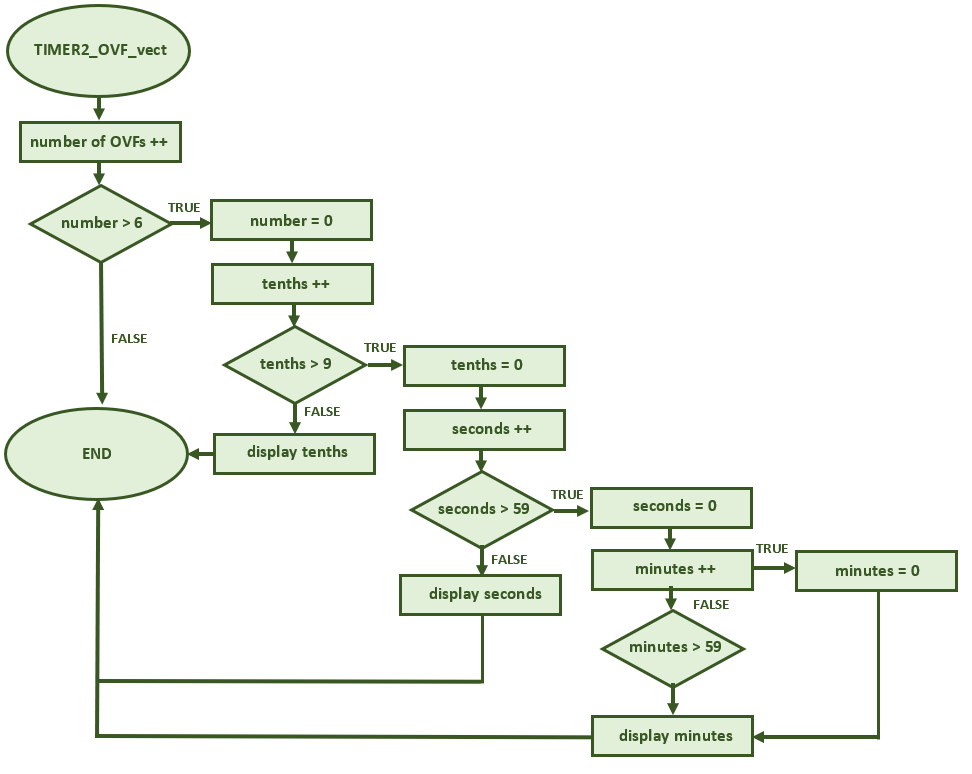 TIMER2_OVF_vect
number of OVFs ++
number > 6
TRUE
number = 0
tenths ++
FALSE
tenths > 9
TRUE
tenths = 0
FALSE
seconds ++
END
display tenths
seconds > 59
TRUE
seconds = 0
FALSE
minutes ++
TRUE
minutes = 0
display seconds
FALSE
minutes > 59
display minutes